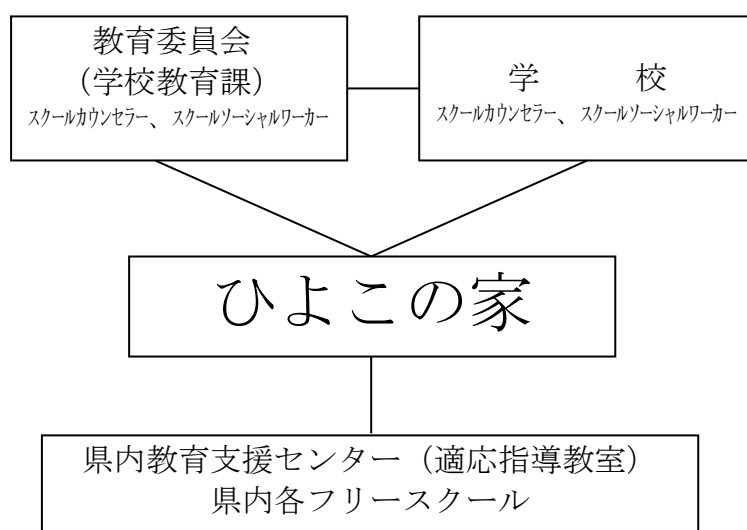 教育委員会
(学校教育課)
スクールカウンセラー、スクールソーシャルワーカー
学　　校
スクールカウンセラー、スクールソーシャルワーカー
ひよこの家
県内教育支援センター（適応指導教室）
県内各フリースクール